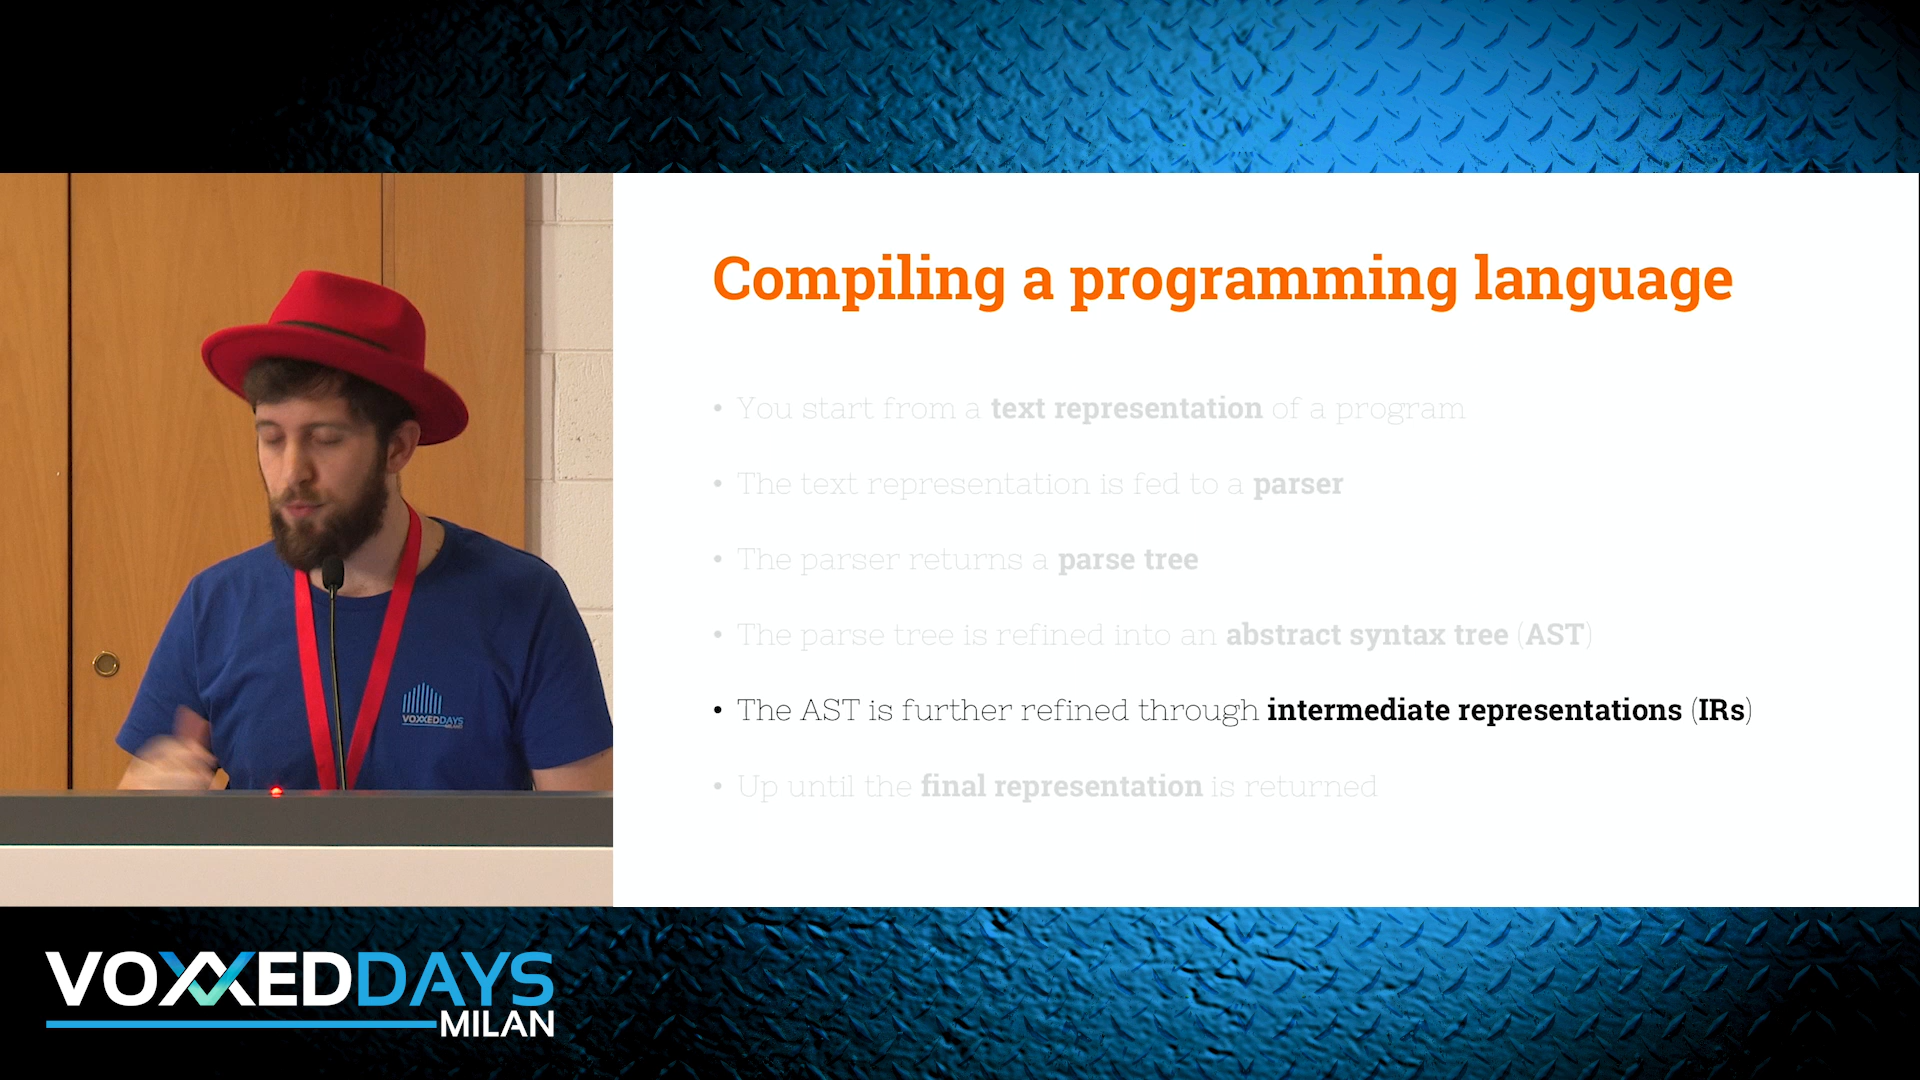 Compiling a programming language
• You start from a text representation of a program
• The text representation is fed to a parser
• The parser returns a parse tree
• The parse tree is refined into an abstract syntax tree (AST)
• The AST is further refined through intermediate representations (IRs)
• Up until the final representation is returned
VOXXEDDAYS
VOXXEDDAYS
MILAN